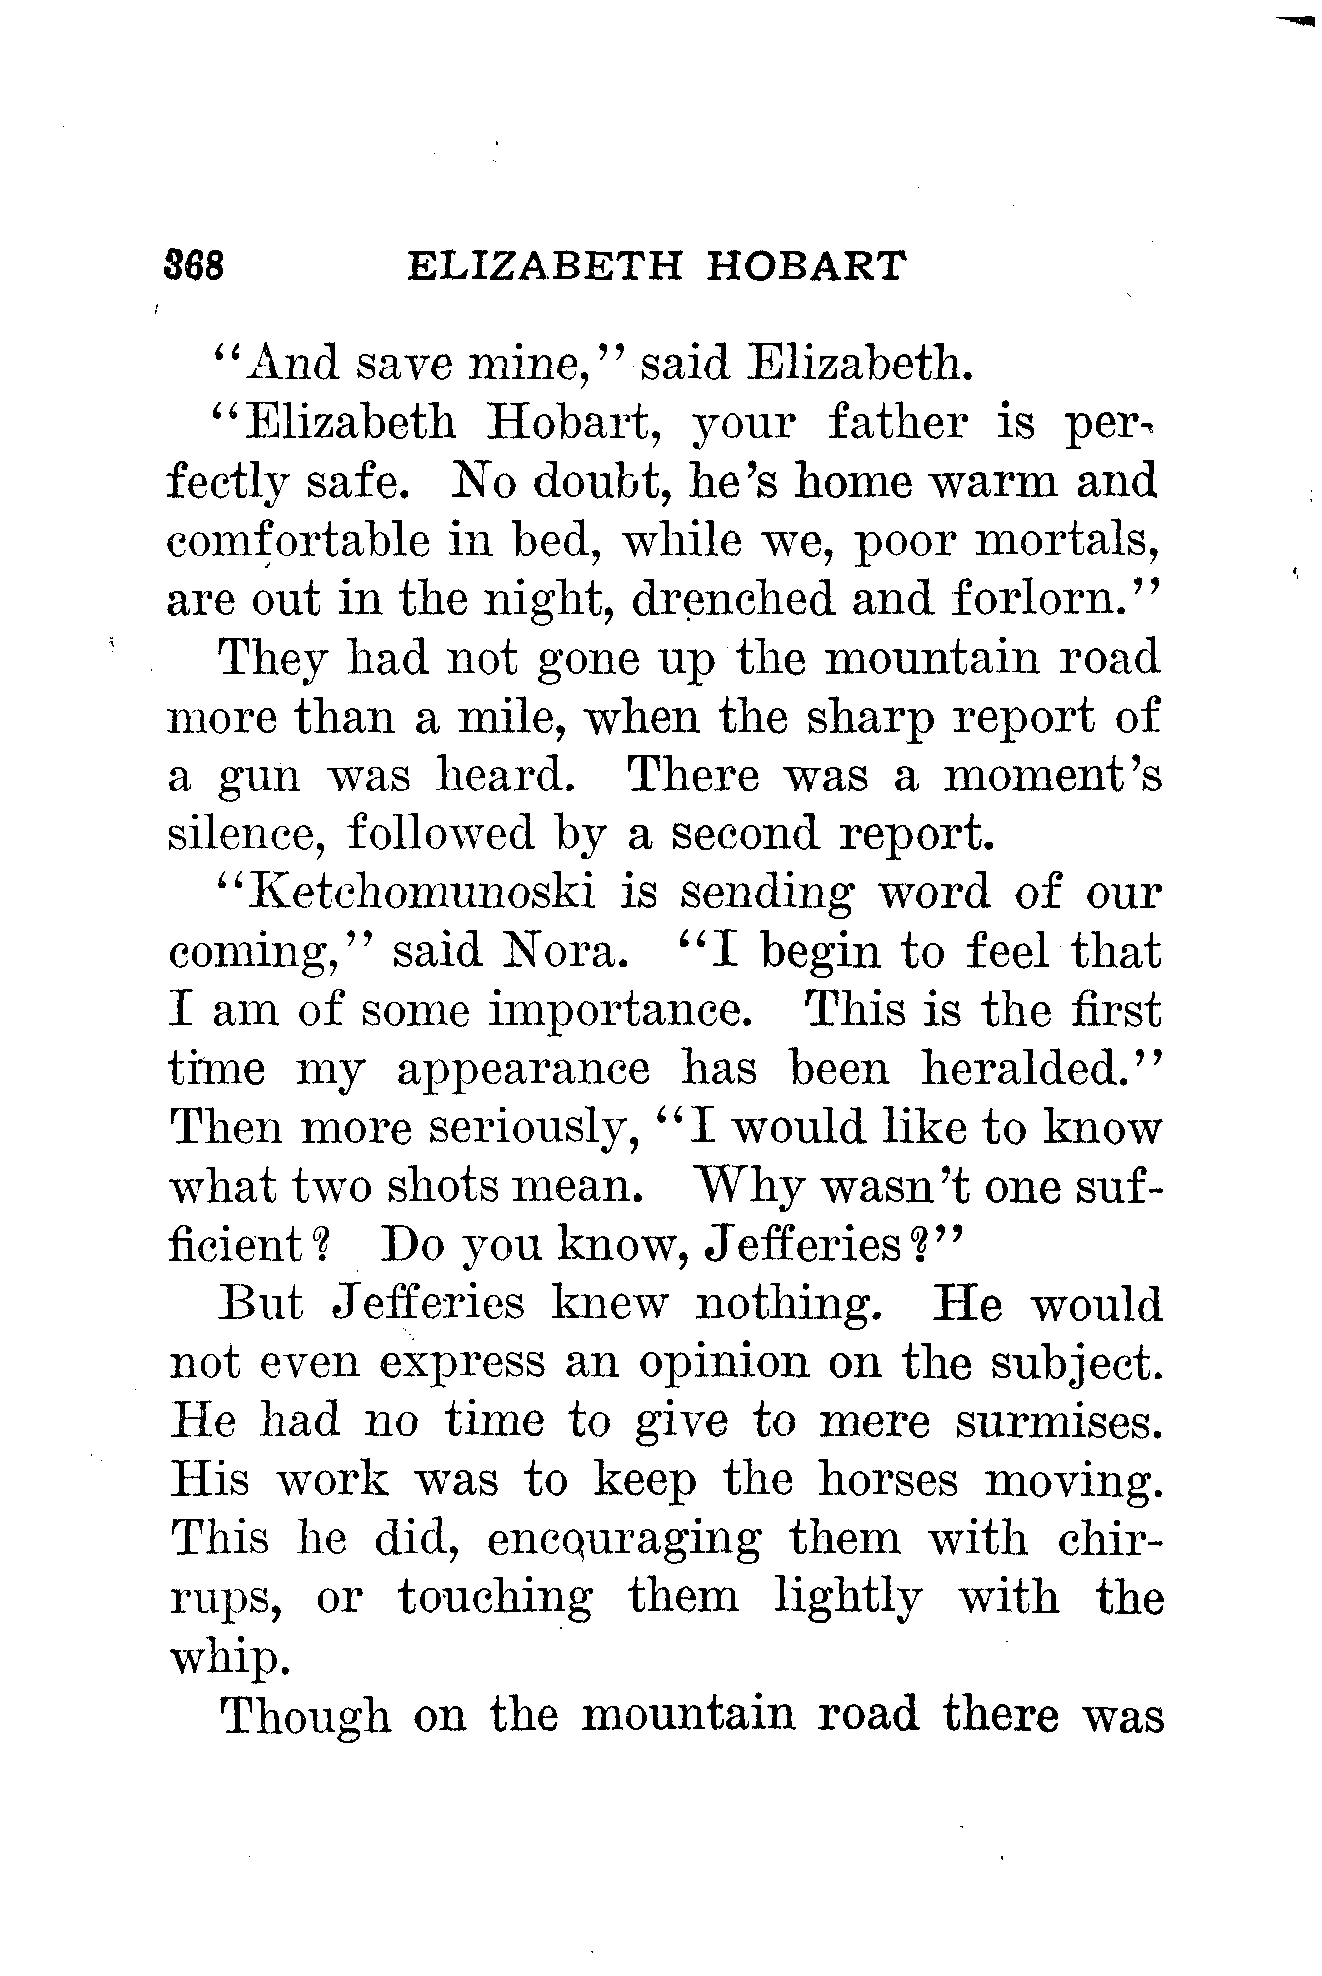 368 ELIZABETH HOBART
"And save mine," said Elizabeth.
"Elizabeth Hobart, your father is per-
fectly safe. No doubt, he's home warm and
comfortable in bed, while we, poor mortals,
are out in the night, drenched and forlorn."
They had not gone up the mountain road
more than a mile, when the sharp report of
a gun was heard. There was a moment's
silence, followed by a second report.
"Ketchomunoski is sending word of our
coming," said Nora. "I begin to feel that
I am of some importance. This is the first
time my appearance has been heralded."
Then more seriously, "I would like to know
what two shots mean. Why wasn't one suf-
ficient? Do you know, Jefferies?"
But Jefferies knew nothing. He would
not even express an opinion on the subject.
He had no time to give to mere surmises.
His work was to keep the horses moving.
This he did, encouraging them with chir-
rups, or touching them lightly with the
whip.
Though on the mountain road there was